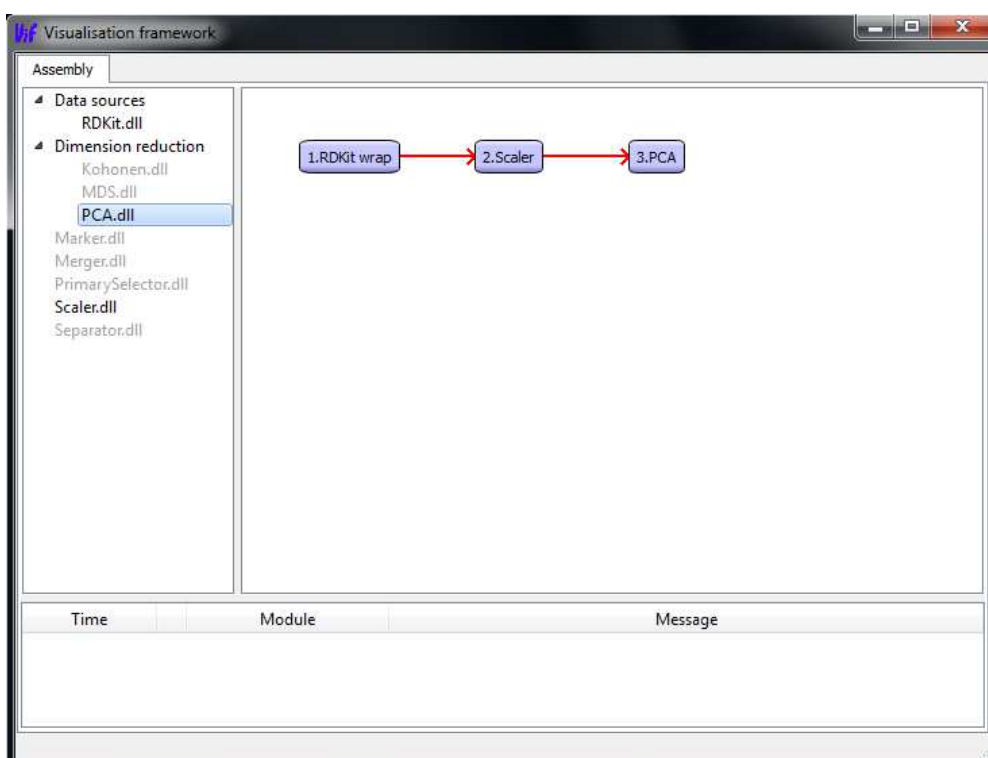 Vif Visualisation framework
Assembly
Data sources
RDKit.dll
Dimension reduction
Kohonen.dll
MDS.dll
PCA.dll
Marker.dll
Merger.dll
PrimarySelector.dll
Scaler.dll
Separator.dll
1.RDKit wrap 2.Scaler 3.PCA
Time Module Message